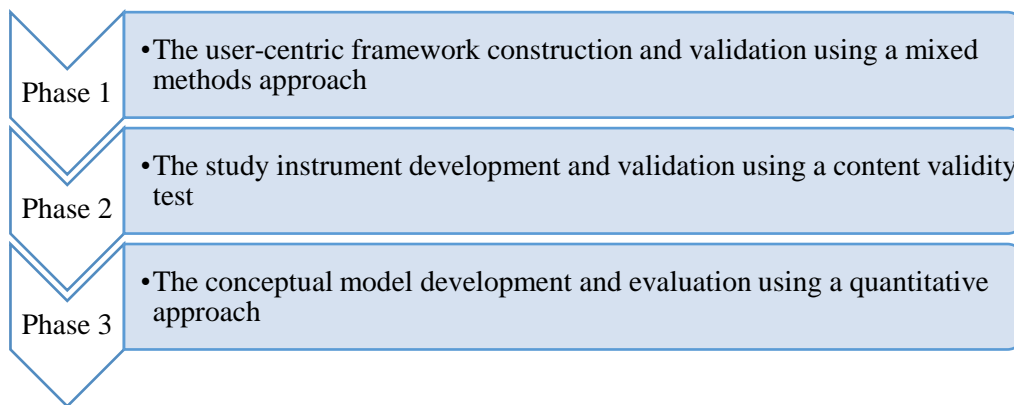 Phase 1
•The user-centric framework construction and validation using a mixed
methods approach
Phase 2
•The study instrument development and validation using a content validity
test
Phase 3
•The conceptual model development and evaluation using a quantitative
approach